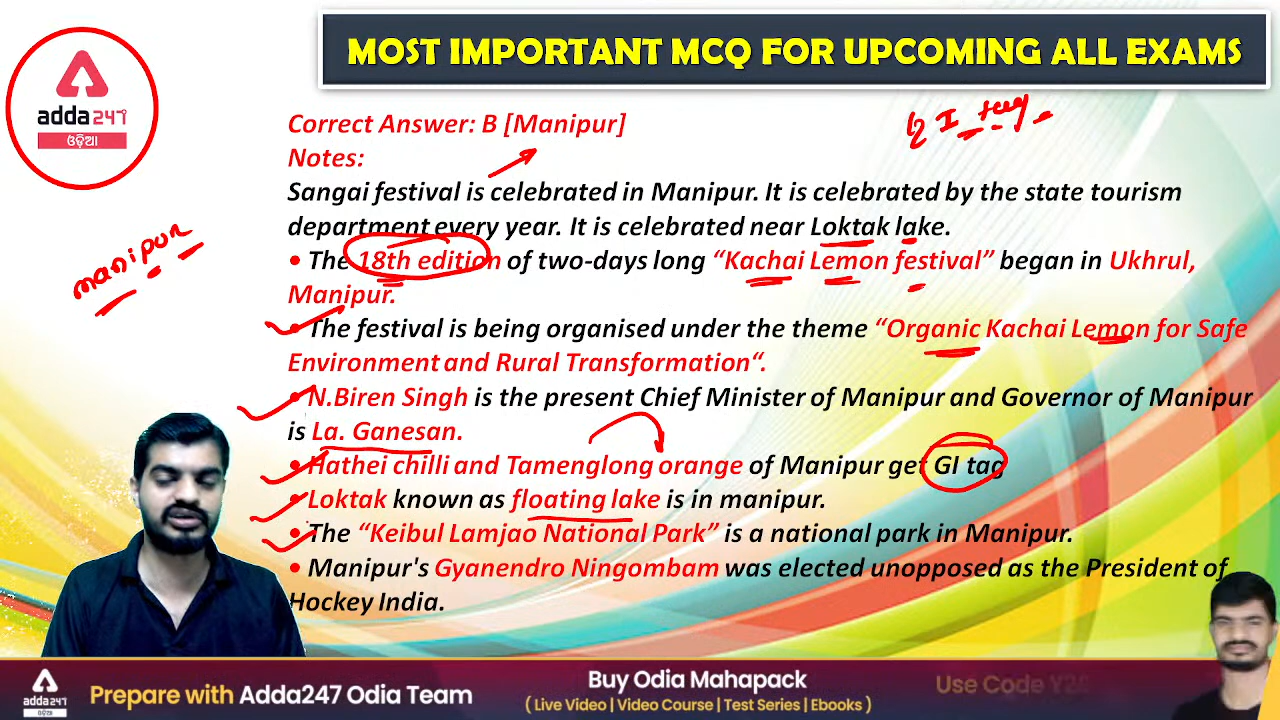 MOST IMPORTANT MCQ FOR UPCOMING ALL EXAMS
adda247
ଓଡ଼ିଆ
Correct Answer: B [Manipur]
Notes:
Sangai festival is celebrated in Manipur. It is celebrated by the state tourism
department every year. It is celebrated near Loktak lake.
• The 18th edition of two-days long “Kachai Lemon festival” began in Ukhrul,
Manipur.
• The festival is being organised under the theme “Organic Kachai Lemon for Safe
Environment and Rural Transformation“.
• N.Biren Singh is the present Chief Minister of Manipur and Governor of Manipur
is La. Ganesan.
• Hathei chilli and Tamenglong orange of Manipur get GI tag
• Loktak known as floating lake is in manipur.
• The “Keibul Lamjao National Park” is a national park in Manipur.
• Manipur's Gyanendro Ningombam was elected unopposed as the President of
Hockey India.
manipur
tag
adda247
ଓଡ଼ିଆ
Prepare with Adda247 Odia Team
Buy Odia Mahapack
( Live Video | Video Course | Test Series | Ebooks )
Use Code